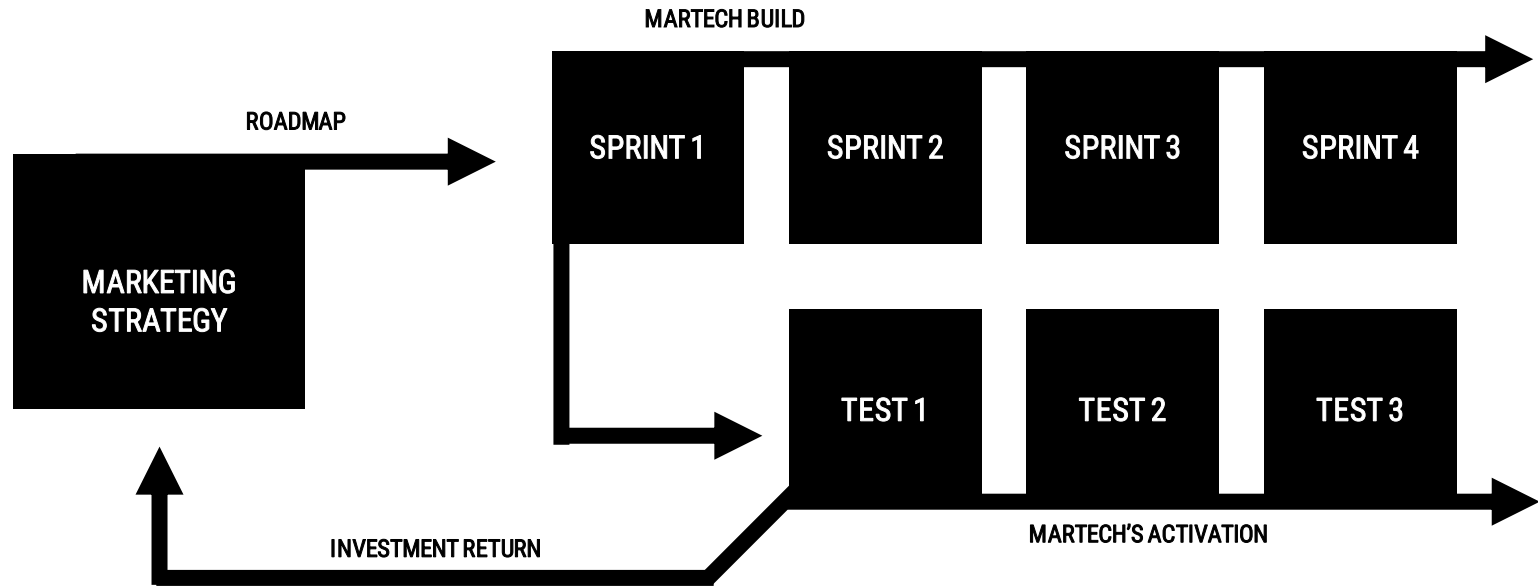 MARTECH BUILD
ROADMAP
SPRINT 1
SPRINT 2
SPRINT 3
SPRINT 4
MARKETING
STRATEGY
TEST 1
TEST 2
TEST 3
INVESTMENT RETURN
MARTECH'S ACTIVATION